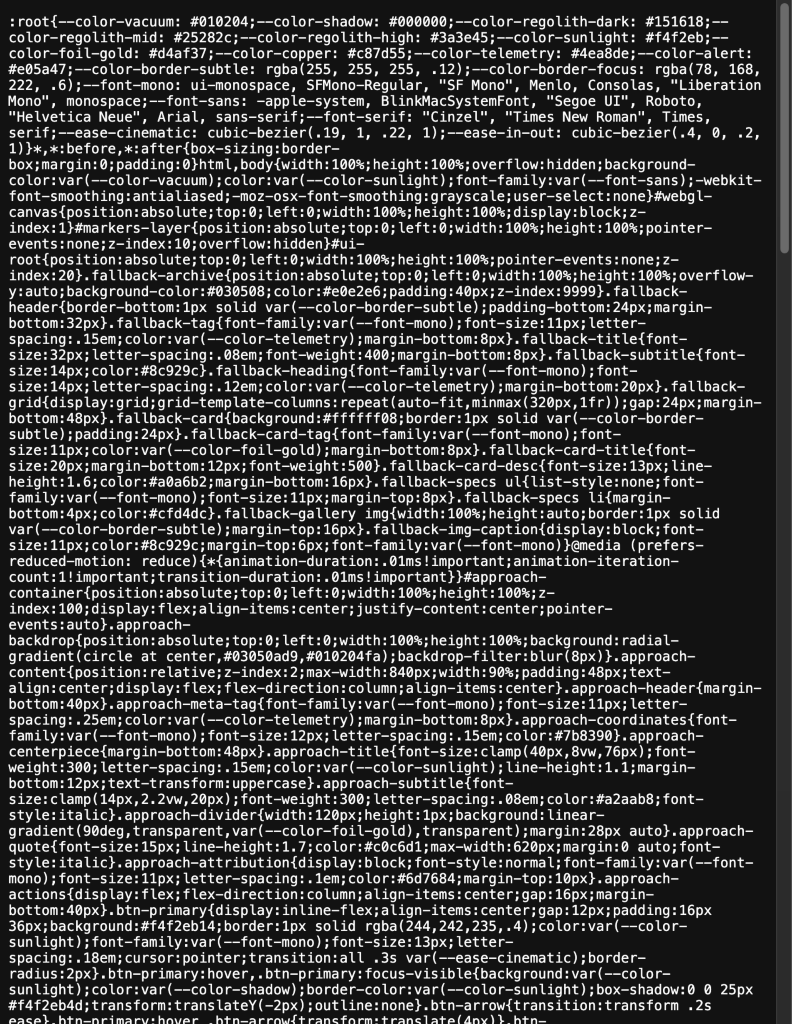 :root{--color-vacuum: #010204;--color-shadow: #000000;--color-regolith-dark: #151618;--
color-regolith-mid: #25282c;--color-regolith-high: #3a3e45;--color-sunlight: #f4f2eb;--
color-foil-gold: #d4af37;--color-copper: #c87d55;--color-telemetry: #4ea8de;--color-alert:
#e05a47;--color-border-subtle: rgba(255, 255, 255, .12);--color-border-focus: rgba(78, 168,
222, .6);--font-mono: ui-monospace, SFMono-Regular, "SF Mono", Menlo, Consolas, "Liberation
Mono", monospace;--font-sans: -apple-system, BlinkMacSystemFont, "Segoe UI", Roboto,
"Helvetica Neue", Arial, sans-serif;--font-serif: "Cinzel", "Times New Roman", Times,
serif;--ease-cinematic: cubic-bezier(.19, 1, .22, 1);--ease-in-out: cubic-bezier(.4, 0, .2,
1)}*,*:before,*:after{box-sizing:border-
box;margin:0;padding:0}html,body{width:100%;height:100%;overflow:hidden;background-
color:var(--color-vacuum);color:var(--color-sunlight);font-family:var(--font-sans);-webkit-
font-smoothing:antialiased;-moz-osx-font-smoothing:grayscale;user-select:none}#webgl-
canvas{position:absolute;top:0;left:0;width:100%;height:100%;display:block;z-
index:1}#markers-layer{position:absolute;top:0;left:0;width:100%;height:100%;pointer-
events:none;z-index:10;overflow:hidden}#ui-
root{position:absolute;top:0;left:0;width:100%;height:100%;pointer-events:none;z-
index:20}.fallback-archive{position:absolute;top:0;left:0;width:100%;height:100%;overflow-
y:auto;background-color:#030508;color:#e0e2e6;padding:40px;z-index:9999}.fallback-
header{border-bottom:1px solid var(--color-border-subtle);padding-bottom:24px;margin-
bottom:32px}.fallback-tag{font-family:var(--font-mono);font-size:11px;letter-
spacing:.15em;color:var(--color-telemetry);margin-bottom:8px}.fallback-title{font-
size:32px;letter-spacing:.08em;font-weight:400;margin-bottom:8px}.fallback-subtitle{font-
size:14px;color:#8c929c}.fallback-heading{font-family:var(--font-mono);font-
size:14px;letter-spacing:.12em;color:var(--color-telemetry);margin-bottom:20px}.fallback-
grid{display:grid;grid-template-columns:repeat(auto-fit,minmax(320px,1fr));gap:24px;margin-
bottom:48px}.fallback-card{background:#ffffff08;border:1px solid var(--color-border-
subtle);padding:24px}.fallback-card-tag{font-family:var(--font-mono);font-
size:11px;color:var(--color-foil-gold);margin-bottom:8px}.fallback-card-title{font-
size:20px;margin-bottom:12px;font-weight:500}.fallback-card-desc{font-size:13px;line-
height:1.6;color:#a0a6b2;margin-bottom:16px}.fallback-specs ul{list-style:none;font-
family:var(--font-mono);font-size:11px;margin-top:8px}.fallback-specs li{margin-
bottom:4px;color:#cfd4dc}.fallback-gallery img{width:100%;height:auto;border:1px solid
var(--color-border-subtle);margin-top:16px}.fallback-img-caption{display:block;font-
size:11px;color:#8c929c;margin-top:6px;font-family:var(--font-mono)}@media (prefers-
reduced-motion: reduce){*{animation-duration:.01ms!important;animation-iteration-
count:1!important;transition-duration:.01ms!important}}#approach-
container{position:absolute;top:0;left:0;width:100%;height:100%;z-
index:100;display:flex;align-items:center;justify-content:center;pointer-
events:auto}.approach-
backdrop{position:absolute;top:0;left:0;width:100%;height:100%;background:radial-
gradient(circle at center,#03050ad9,#010204fa);backdrop-filter:blur(8px)}.approach-
content{position:relative;z-index:2;max-width:840px;width:90%;padding:48px;text-
align:center;display:flex;flex-direction:column;align-items:center}.approach-header{margin-
bottom:40px}.approach-meta-tag{font-family:var(--font-mono);font-size:11px;letter-
spacing:.25em;color:var(--color-telemetry);margin-bottom:8px}.approach-coordinates{font-
family:var(--font-mono);font-size:12px;letter-spacing:.15em;color:#7b8390}.approach-
centerpiece{margin-bottom:48px}.approach-title{font-size:clamp(40px,8vw,76px);font-
weight:300;letter-spacing:.15em;color:var(--color-sunlight);line-height:1.1;margin-
bottom:12px;text-transform:uppercase}.approach-subtitle{font-
size:clamp(14px,2.2vw,20px);font-weight:300;letter-spacing:.08em;color:#a2aab8;font-
style:italic}.approach-divider{width:120px;height:1px;background:linear-
gradient(90deg,transparent,var(--color-foil-gold),transparent);margin:28px auto}.approach-
quote{font-size:15px;line-height:1.7;color:#c0c6d1;max-width:620px;margin:0 auto;font-
style:italic}.approach-attribution{display:block;font-style:normal;font-family:var(--font-
mono);font-size:11px;letter-spacing:.1em;color:#6d7684;margin-top:10px}.approach-
actions{display:flex;flex-direction:column;align-items:center;gap:16px;margin-
bottom:40px}.btn-primary{display:inline-flex;align-items:center;gap:12px;padding:16px
36px;background:#f4f2eb14;border:1px solid rgba(244,242,235,.4);color:var(--color-
sunlight);font-family:var(--font-mono);font-size:13px;letter-
spacing:.18em;cursor:pointer;transition:all .3s var(--ease-cinematic);border-
radius:2px}.btn-primary:hover,.btn-primary:focus-visible{background:var(--color-
sunlight);color:var(--color-shadow);border-color:var(--color-sunlight);box-shadow:0 0 25px
#f4f2eb4d;transform:translateY(-2px);outline:none}.btn-arrow{transition:transform .2s
ease}.btn-primary:hover .btn-arrow{transform:translate(4px)}.btn-